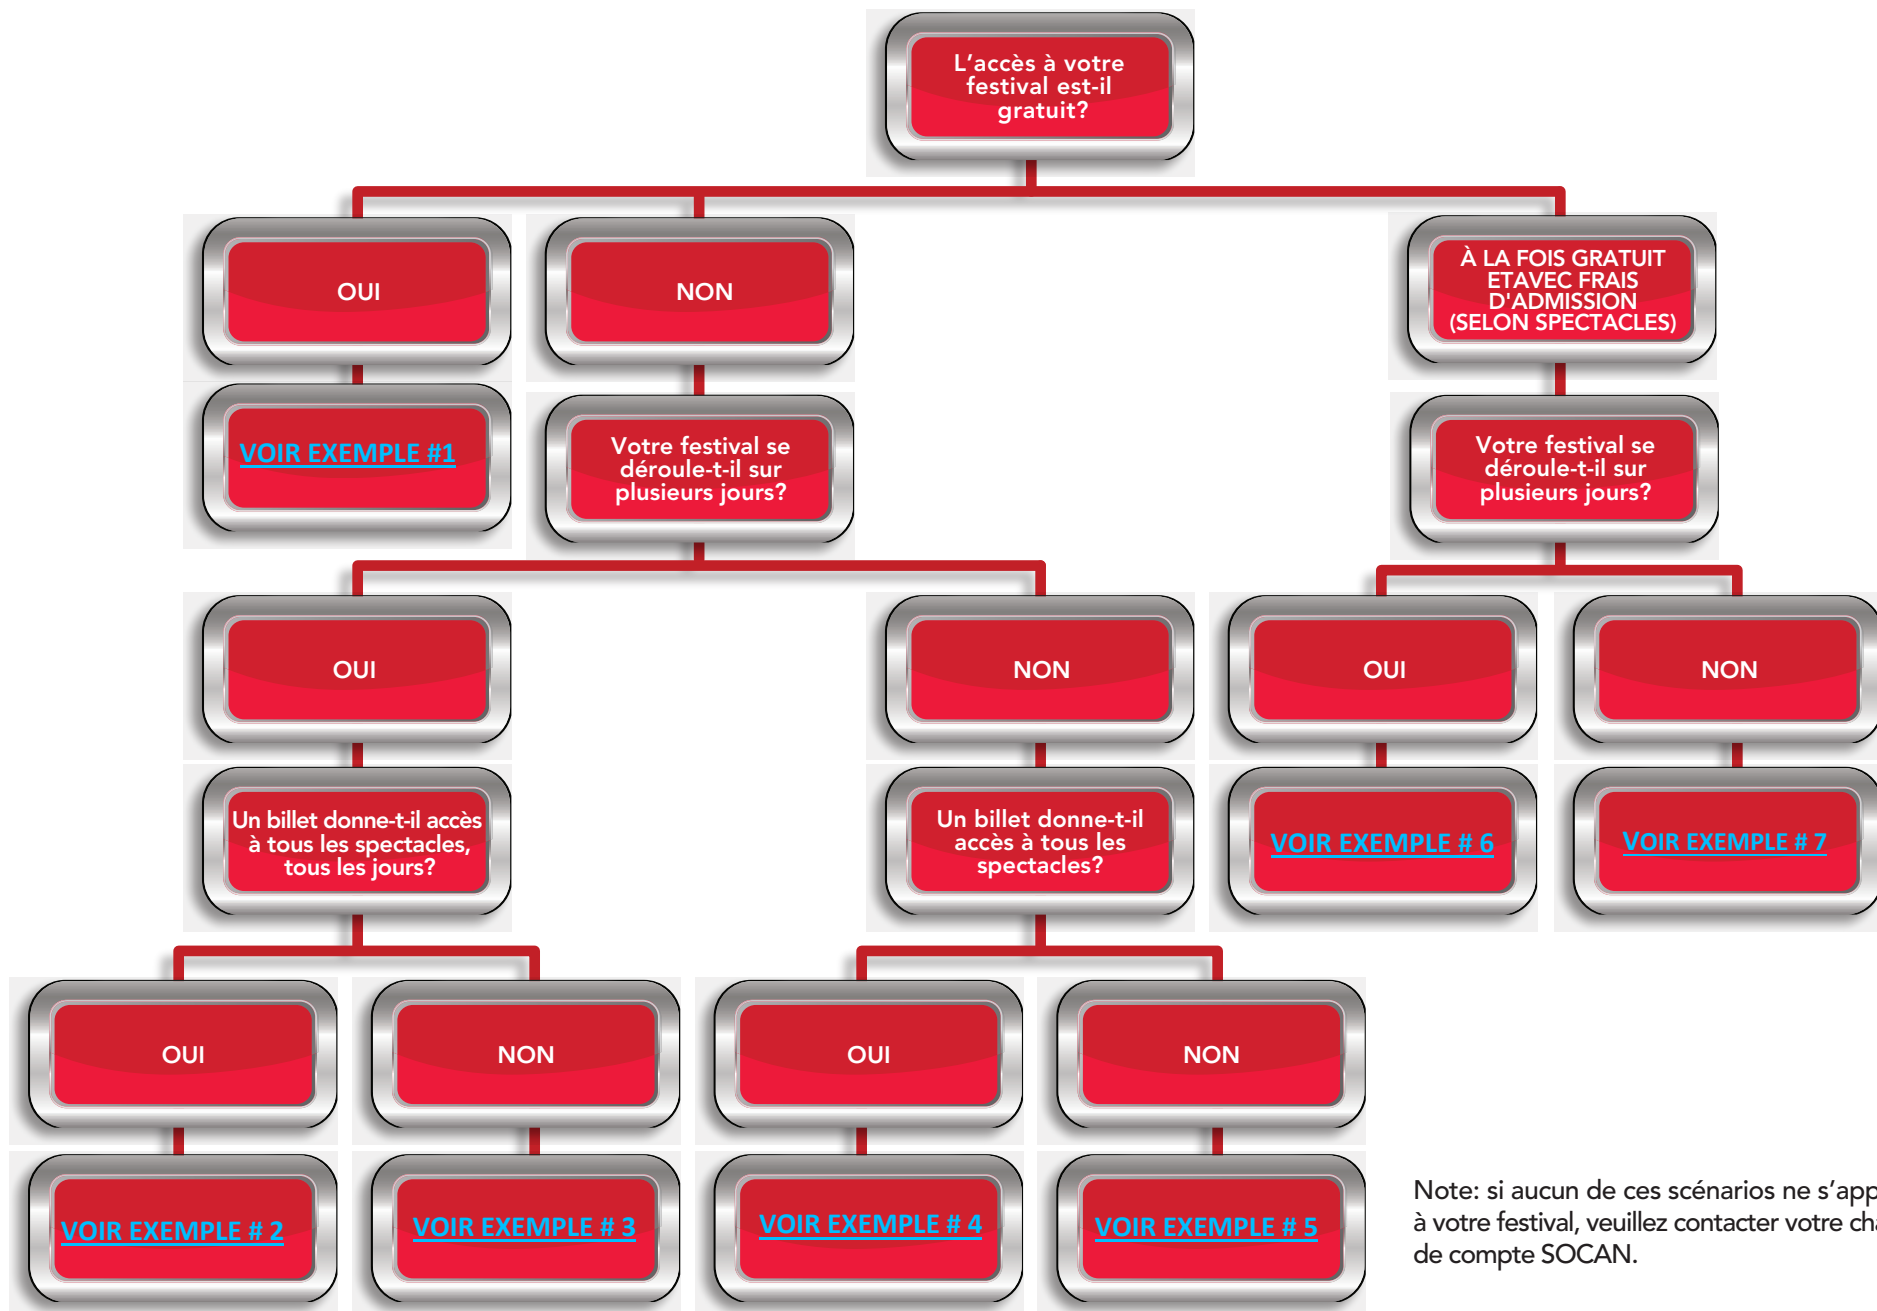 L'accès à votre
festival est-il
gratuit?
OUI
NON
À LA FOIS GRATUIT
ETAVEC FRAIS
D'ADMISSION
(SELON SPECTACLES)
VOIR EXEMPLE #1
Votre festival se
déroule-t-il sur
plusieurs jours?
Votre festival se
déroule-t-il sur
plusieurs jours?
OUI
NON
OUI
NON
Un billet donne-t-il accès
à tous les spectacles,
tous les jours?
Un billet donne-t-il
accès à tous les
spectacles?
VOIR EXEMPLE # 6
VOIR EXEMPLE # 7
OUI
NON
OUI
NON
VOIR EXEMPLE # 2
VOIR EXEMPLE # 3
VOIR EXEMPLE # 4
VOIR EXEMPLE # 5
Note: si aucun de ces scénarios ne s'app
à votre festival, veuillez contacter votre cha
de compte SOCAN.